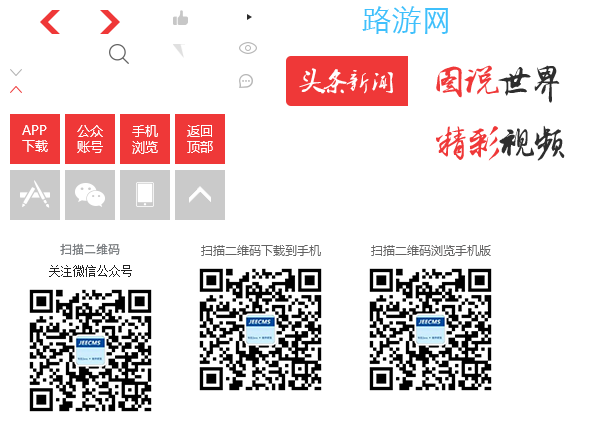 路游网
头条新闻
图说世界
精彩视频
APP
下载
公众
账号
手机
浏览
返回
顶部
扫描二维码
关注微信公众号
JEECMS
扫描二维码下载到手机
JEECMS
扫描二维码浏览手机版
JEECMS